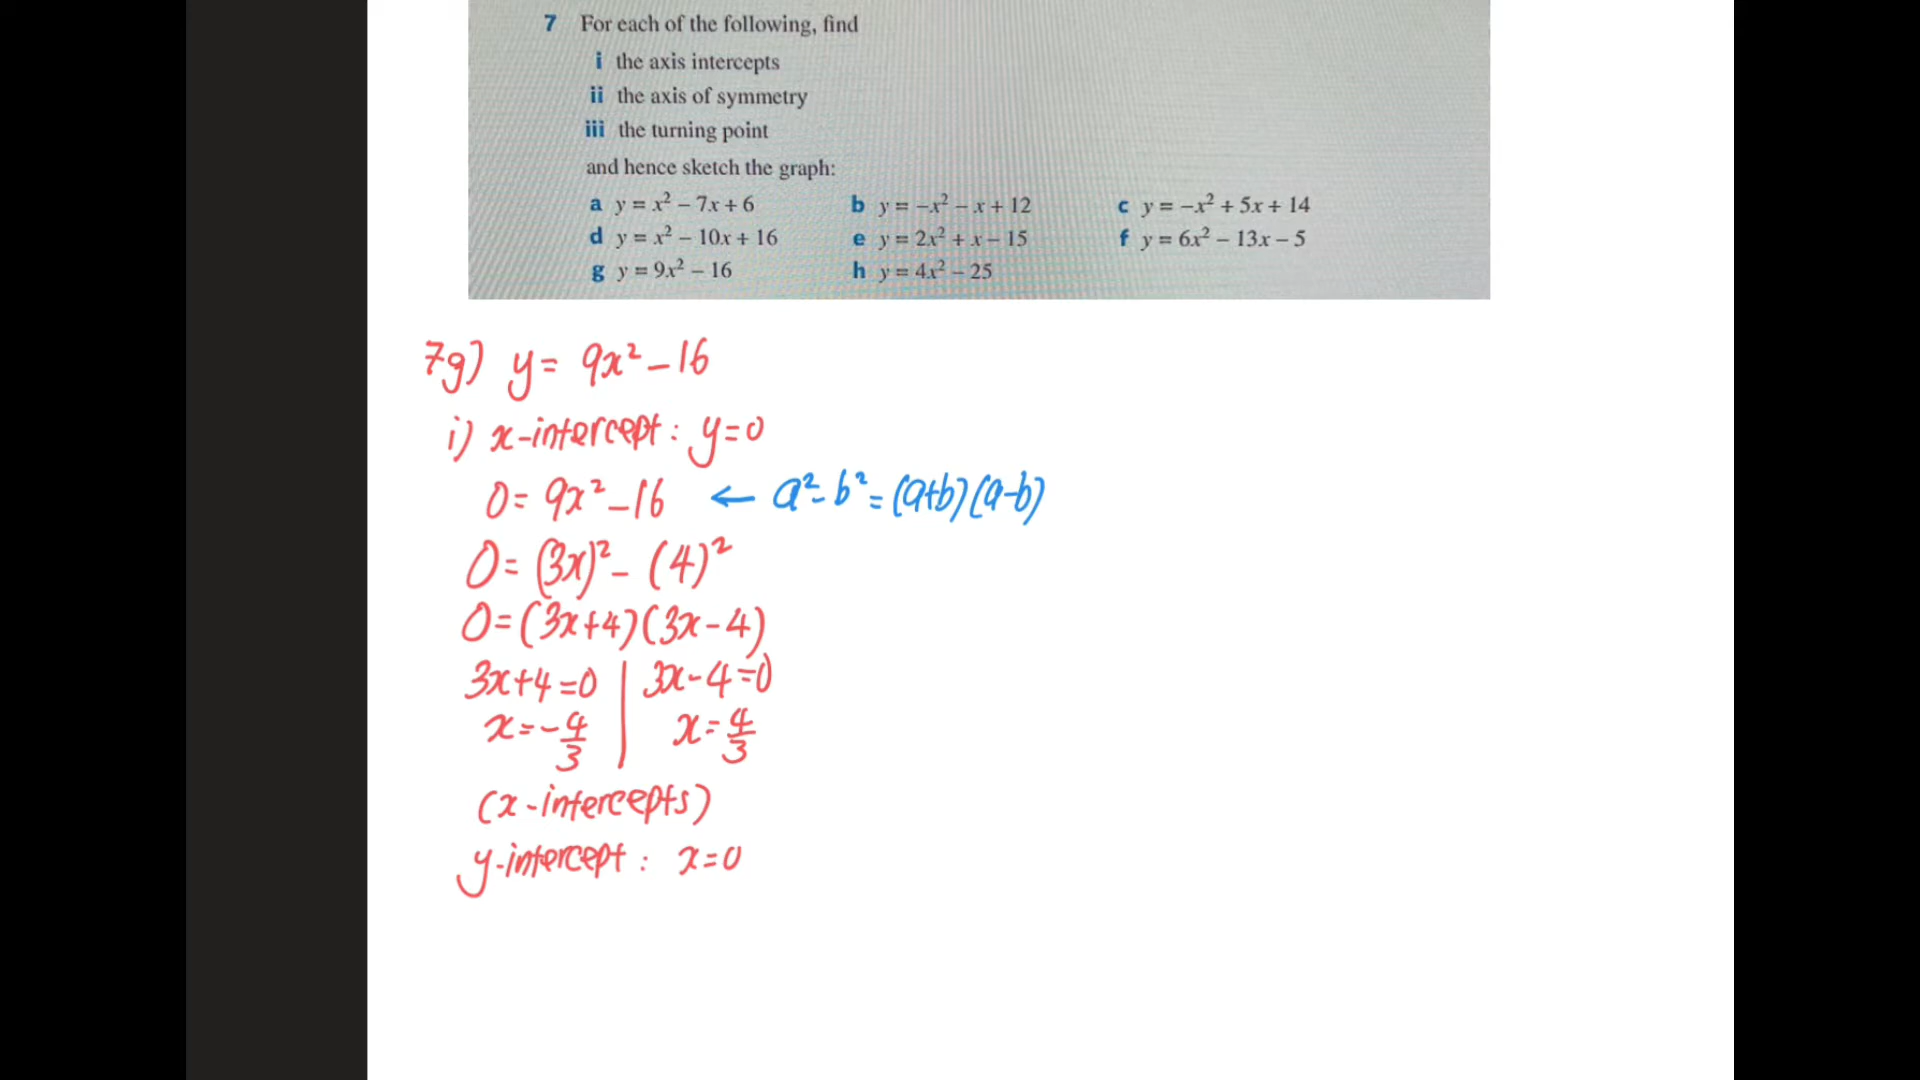 7 For each of the following, find
i the axis intercepts
ii the axis of symmetry
iii the turning point
and hence sketch the graph:
a y = x² – 7x + 6 b y = –x² – x + 12 c y = –x² + 5x + 14
d y = x² – 10x + 16 e y = 2x² + x – 15 f y = 6x² – 13x – 5
g y = 9x² – 16 h y = 4x² – 25
7g) y = 9x² – 16
i) x-intercept: y=0
0 = 9x² – 16 ← a² – b² = (a+b)(a–b)
0 = (3x)² – (4)²
0 = (3x+4)(3x–4)
3x+4=0 | 3x–4=0
x = –4/3 | x = 4/3
(x-intercepts)
y-intercept: x=0